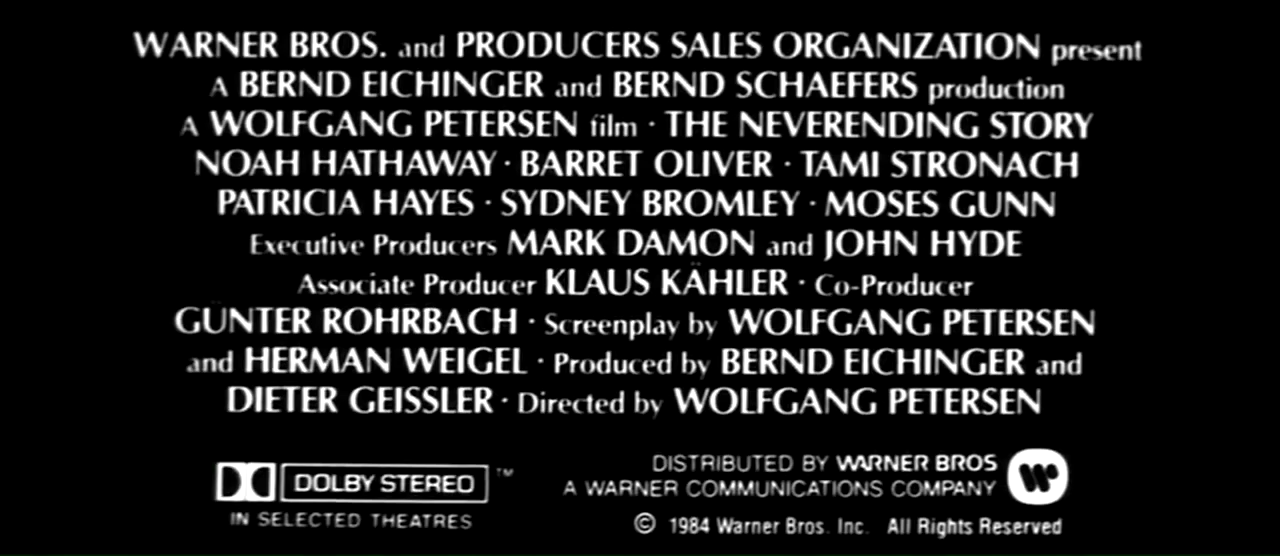 WARNER BROS. and PRODUCERS SALES ORGANIZATION present
A BERND EICHINGER and BERND SCHAEFERS production
A WOLFGANG PETERSEN film · THE NEVERENDING STORY
NOAH HATHAWAY · BARRET OLIVER · TAMI STRONACH
PATRICIA HAYES · SYDNEY BROMLEY · MOSES GUNN
Executive Producers MARK DAMON and JOHN HYDE
Associate Producer KLAUS KÄHLER · Co-Producer
GÜNTER ROHRBACH · Screenplay by WOLFGANG PETERSEN
and HERMAN WEIGEL · Produced by BERND EICHINGER and
DIETER GEISSLER · Directed by WOLFGANG PETERSEN
DOLBY STEREO ™
IN SELECTED THEATRES
DISTRIBUTED BY WARNER BROS
A WARNER COMMUNICATIONS COMPANY
© 1984 Warner Bros. Inc. All Rights Reserved